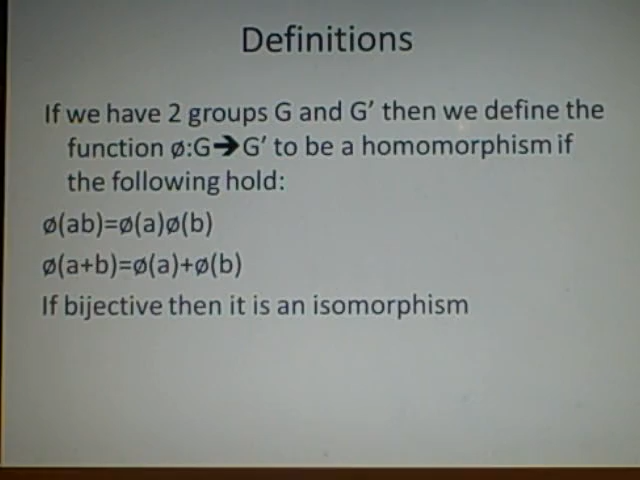 Definitions
If we have 2 groups G and G’ then we define the
function ø:G➔G’ to be a homomorphism if
the following hold:
ø(ab)=ø(a)ø(b)
ø(a+b)=ø(a)+ø(b)
If bijective then it is an isomorphism